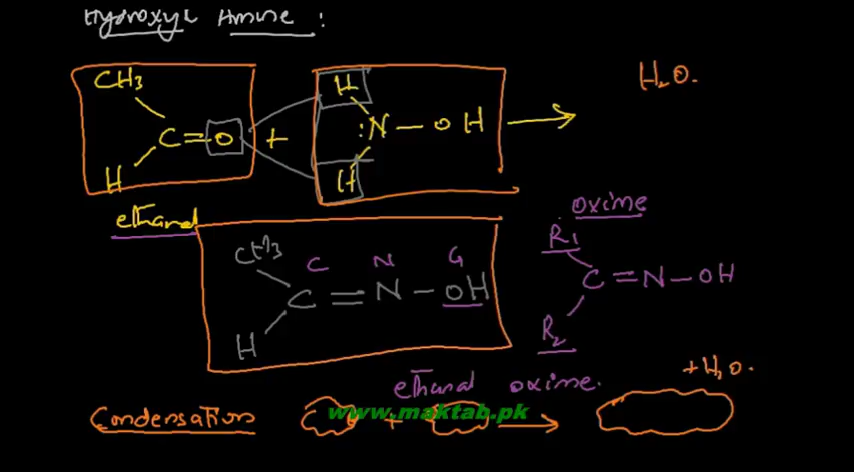 Hydroxyl Amine :
CH3 H H2O.
C=O + :N — OH →
H H
ethanal
oxime
CH3 C N G R1
C = N — OH C = N — OH
H R2
ethanal oxime. + H2O.
Condensation + →
www.maktab.pk